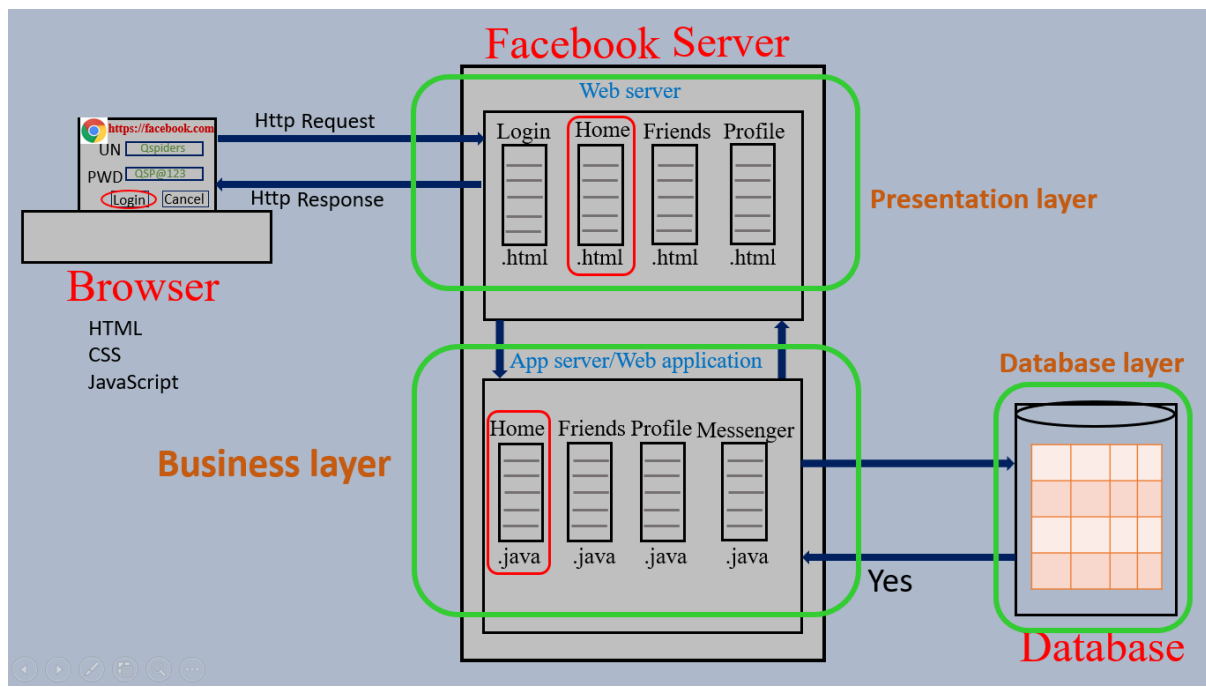 Facebook Server
Web server
https://facebook.com
UN Qspiders
PWD QSP@123
Login Cancel
Http Request
Http Response
Login Home Friends Profile
.html .html .html .html
Presentation layer
Browser
HTML
CSS
JavaScript
App server/Web application
Business layer
Home Friends Profile Messenger
.java .java .java .java
Database layer
Yes
Database